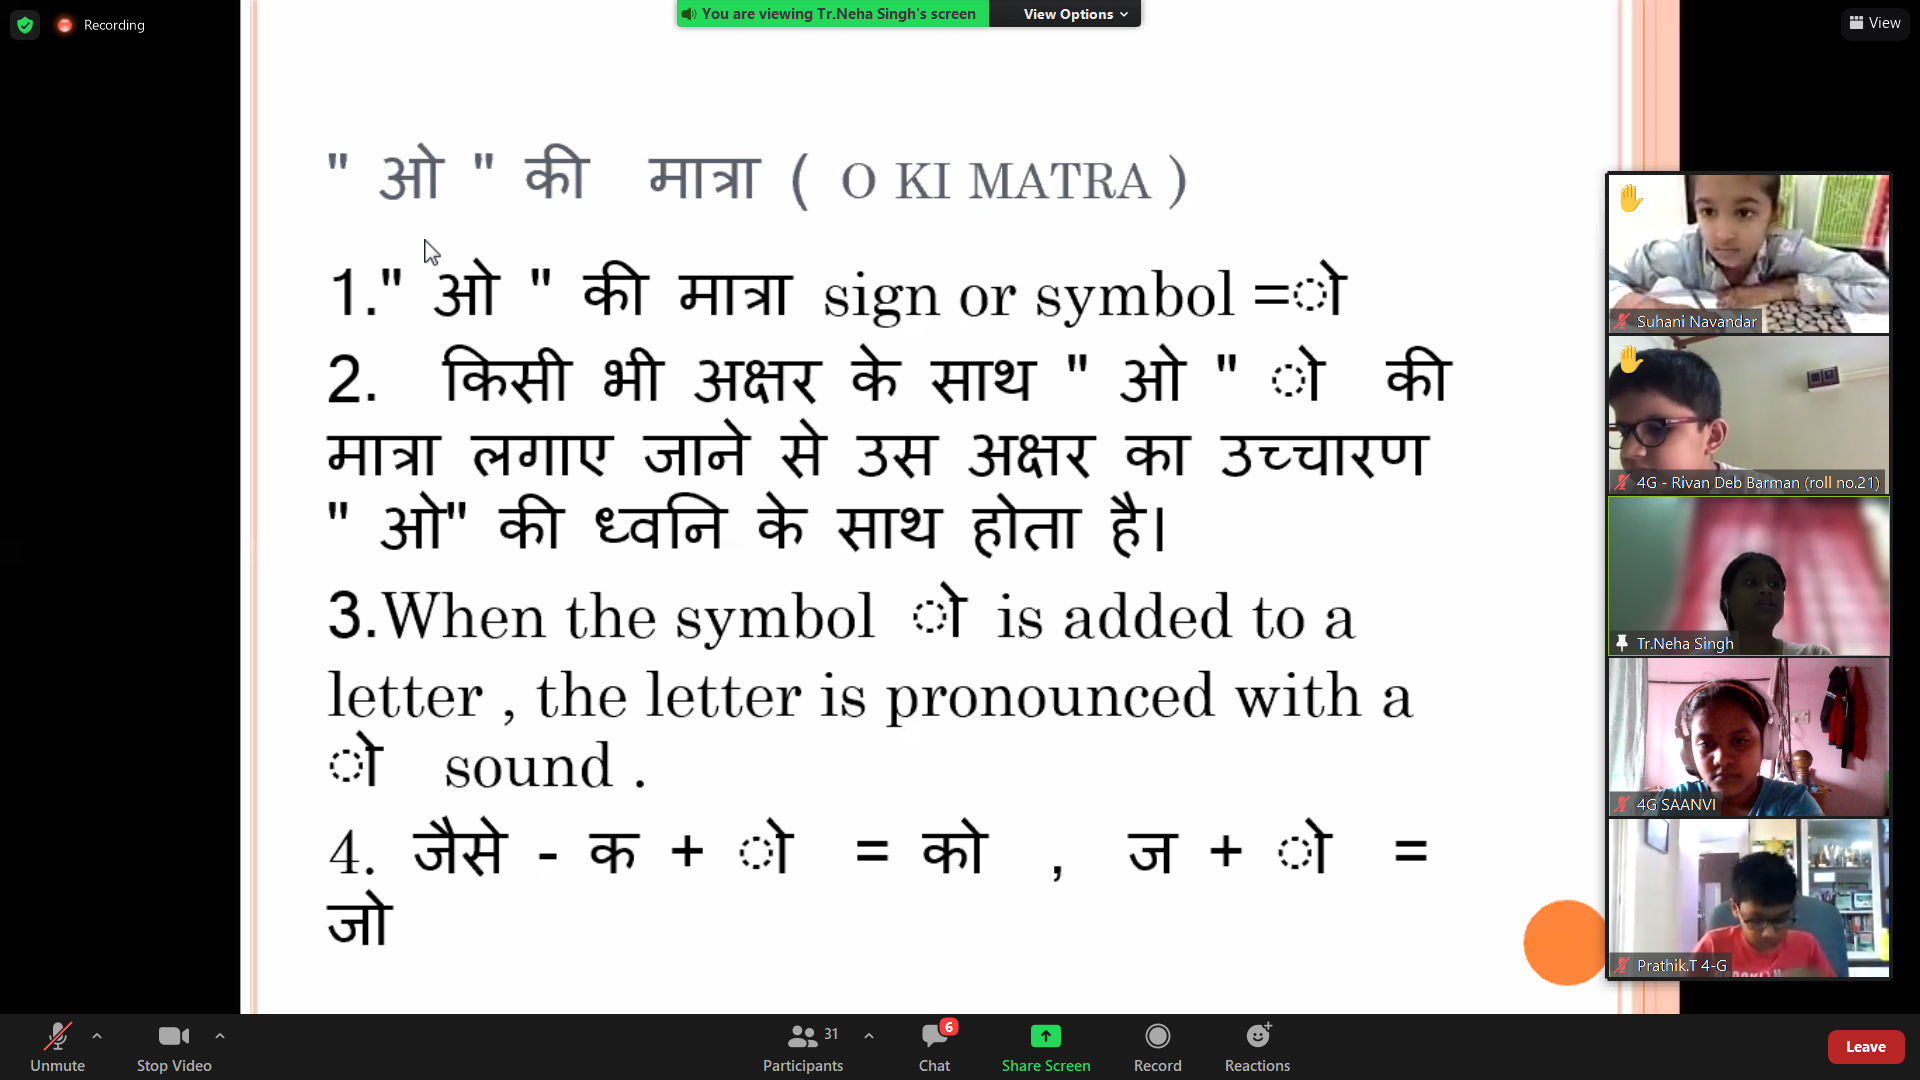 Recording
You are viewing Tr.Neha Singh's screen
View Options
View
" ओ " की मात्रा ( O KI MATRA )
1." ओ " की मात्रा sign or symbol =ो
2. किसी भी अक्षर के साथ " ओ " ो की
मात्रा लगाए जाने से उस अक्षर का उच्चारण
" ओ" की ध्वनि के साथ होता है।
3.When the symbol ो is added to a
letter , the letter is pronounced with a
ो sound .
4. जैसे - क + ो = को , ज + ो =
जो
Suhani Navandar
4G - Rivan Deb Barman (roll no.21)
Tr.Neha Singh
4G SAANVI
Prathik.T 4-G
Unmute
Stop Video
31
Participants
6
Chat
Share Screen
Record
Reactions
Leave